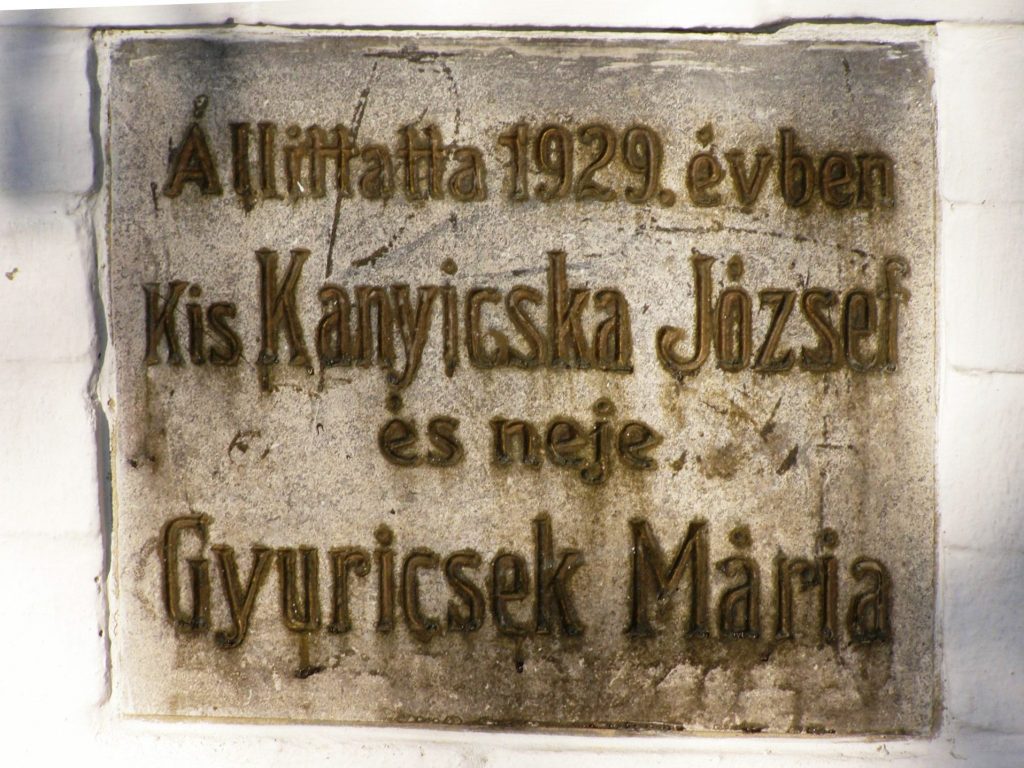 Állittatta 1929. évben
Kis Kanyicska József
és neje
Gyuricsek Mária